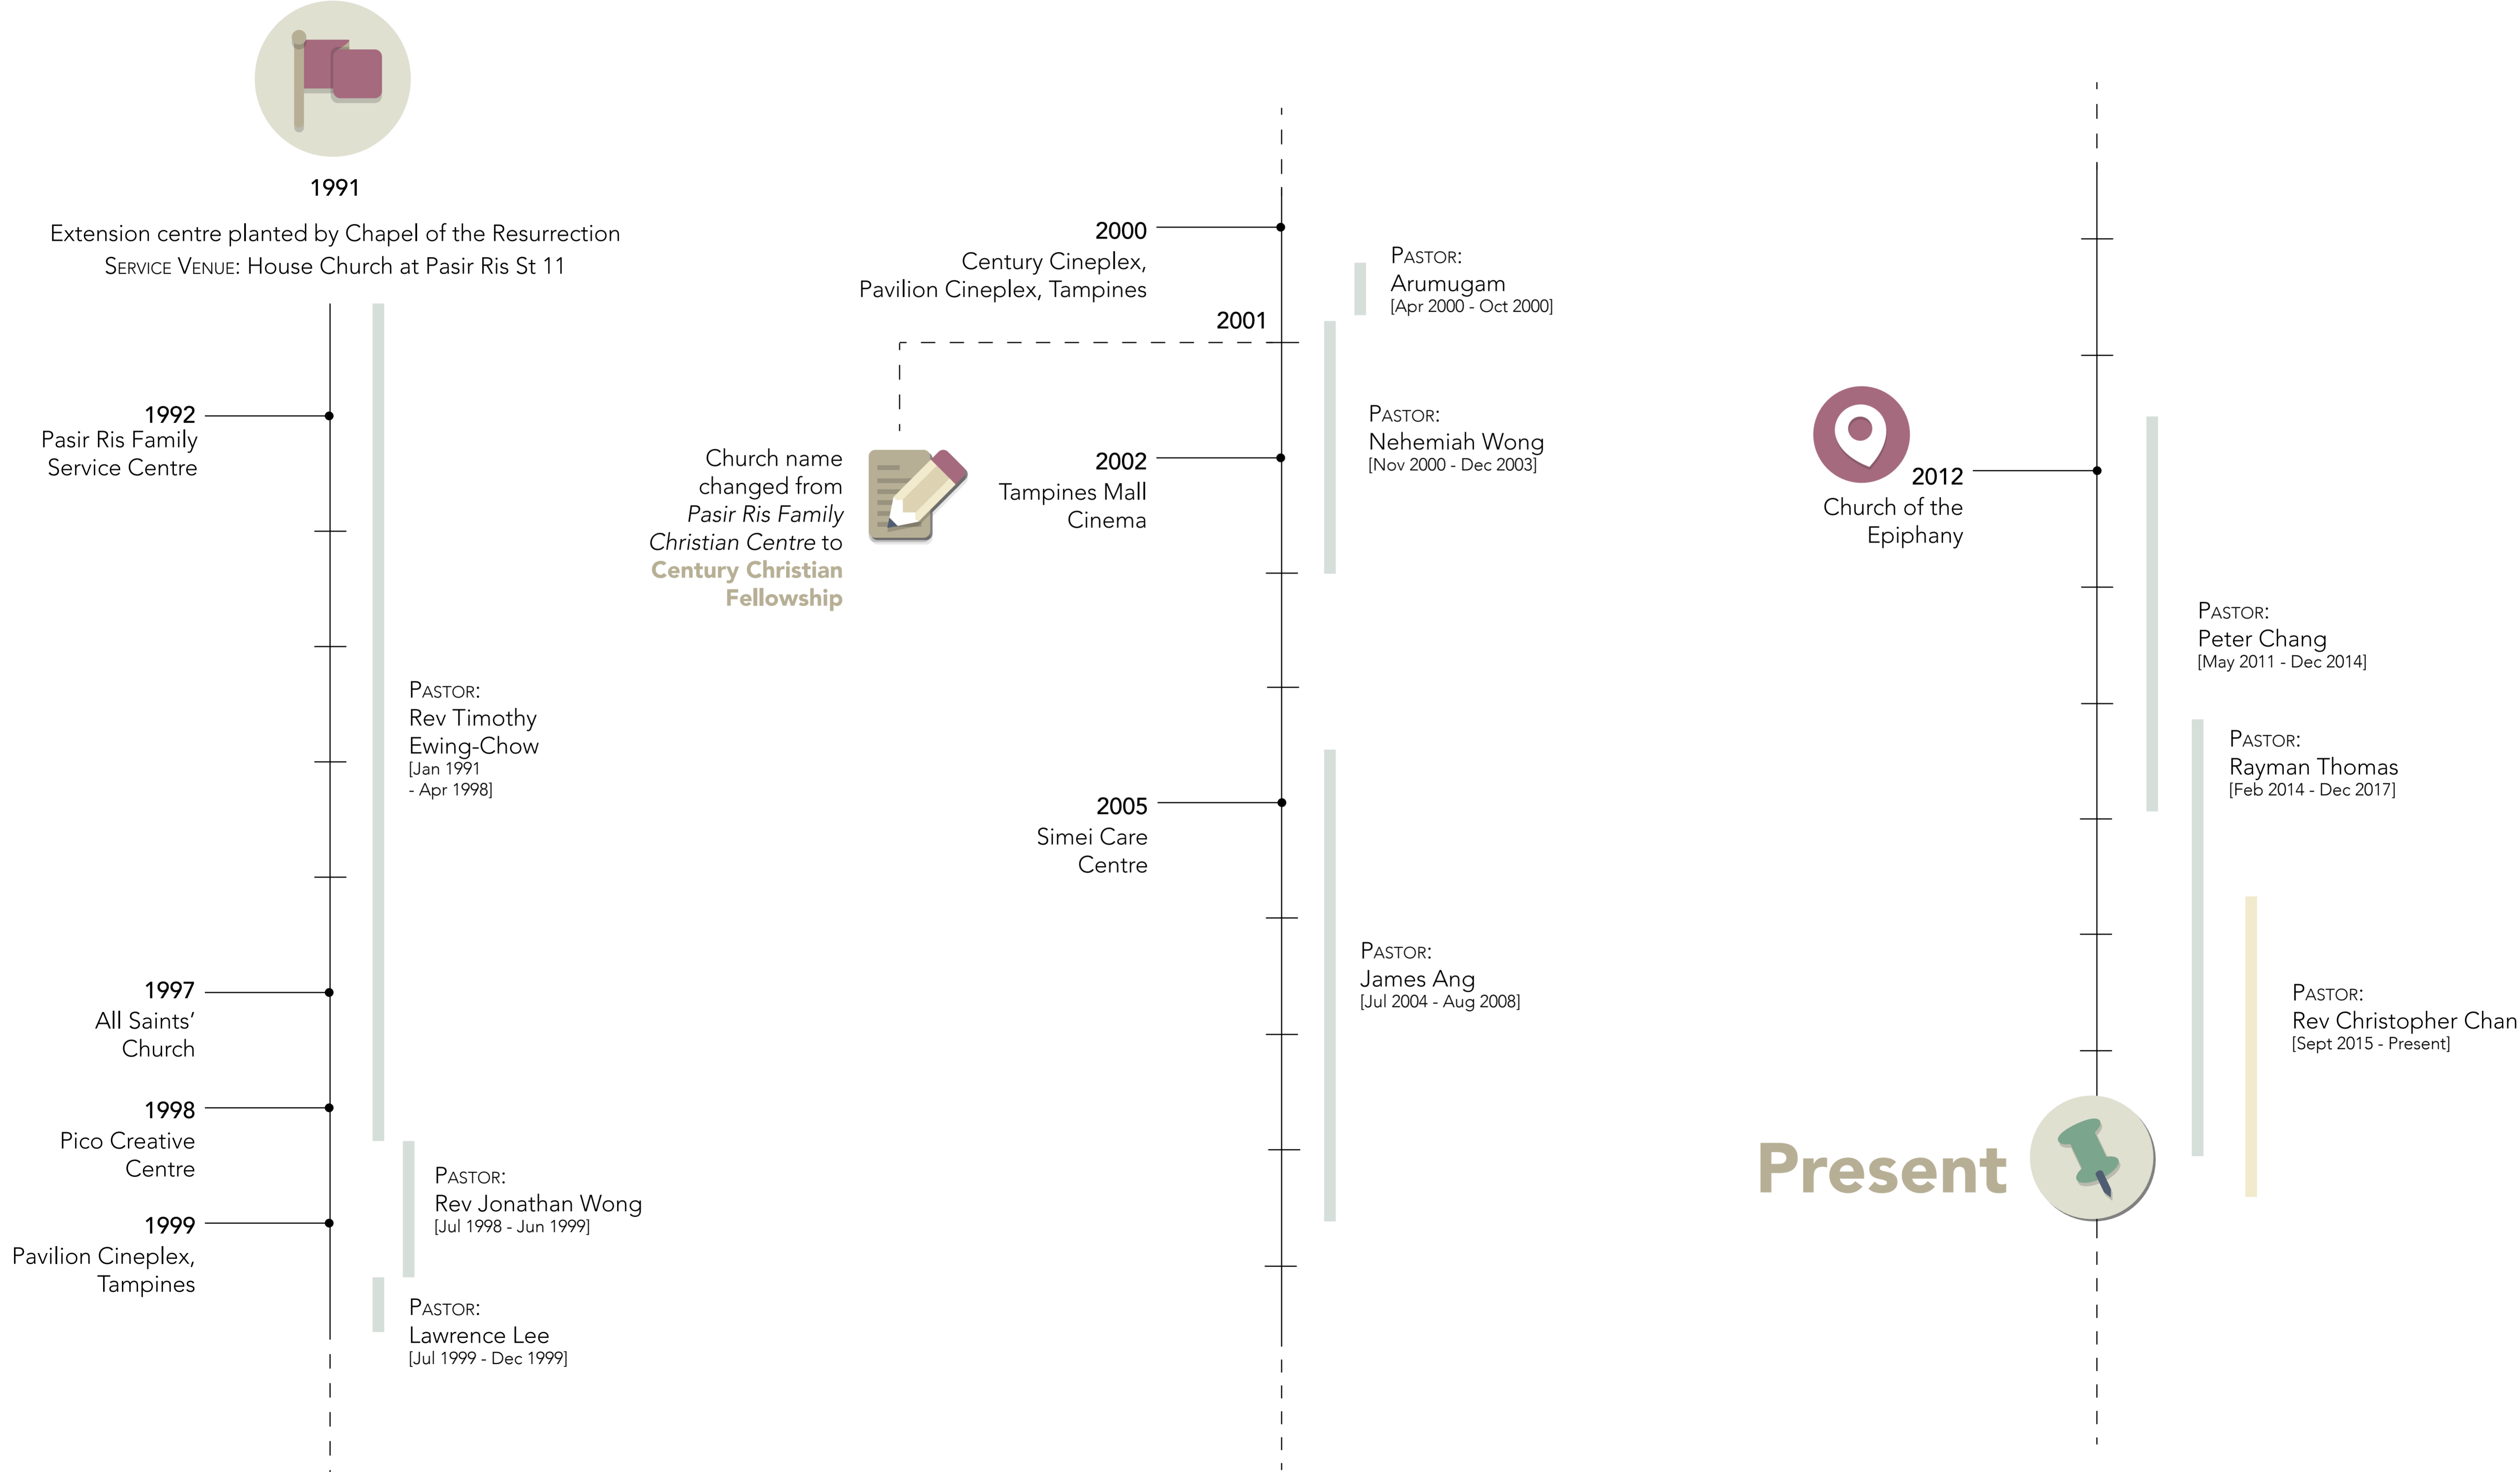 1991
Extension centre planted by Chapel of the Resurrection
Service Venue: House Church at Pasir Ris St 11
1992
Pasir Ris Family
Service Centre
Pastor:
Rev Timothy
Ewing-Chow
[Jan 1991
- Apr 1998]
1997
All Saints’
Church
1998
Pico Creative
Centre
Pastor:
Rev Jonathan Wong
[Jul 1998 - Jun 1999]
1999
Pavilion Cineplex,
Tampines
Pastor:
Lawrence Lee
[Jul 1999 - Dec 1999]
2000
Century Cineplex,
Pavilion Cineplex, Tampines
Pastor:
Arumugam
[Apr 2000 - Oct 2000]
2001
Church name
changed from
Pasir Ris Family
Christian Centre to
Century Christian
Fellowship
Pastor:
Nehemiah Wong
[Nov 2000 - Dec 2003]
2002
Tampines Mall
Cinema
2005
Simei Care
Centre
Pastor:
James Ang
[Jul 2004 - Aug 2008]
2012
Church of the
Epiphany
Pastor:
Peter Chang
[May 2011 - Dec 2014]
Pastor:
Rayman Thomas
[Feb 2014 - Dec 2017]
Pastor:
Rev Christopher Chan
[Sept 2015 - Present]
Present